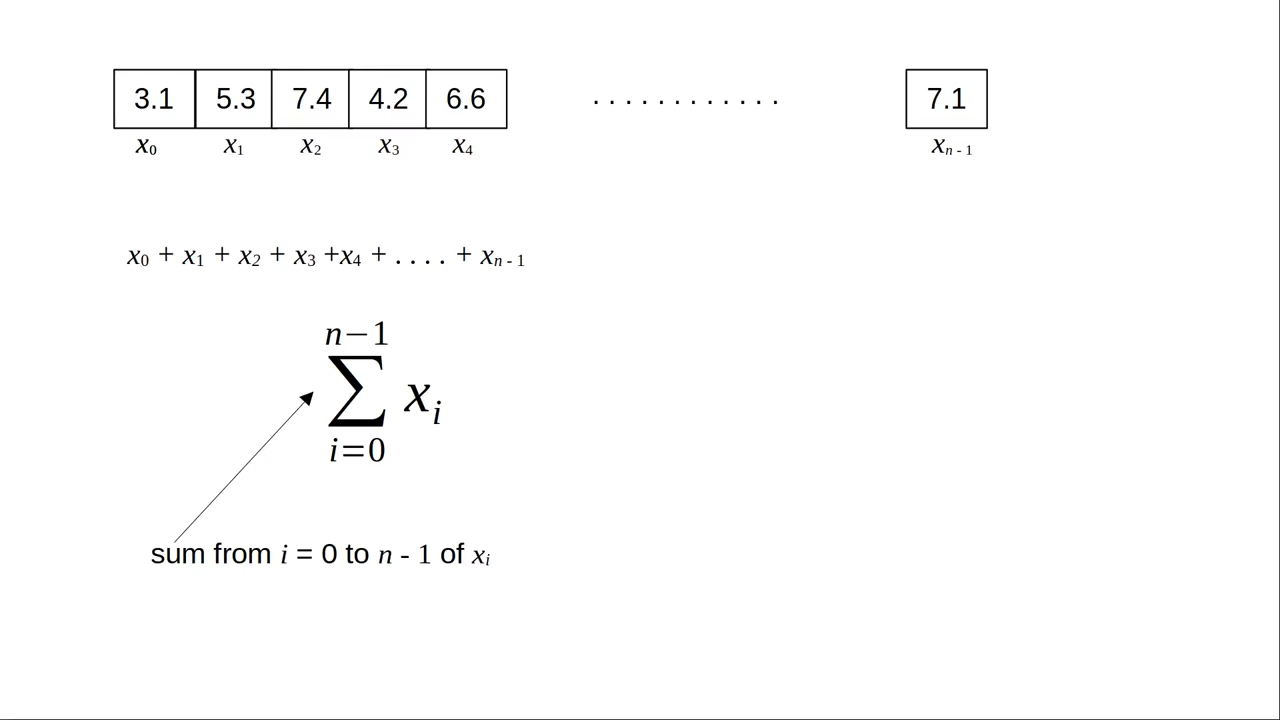 3.1 5.3 7.4 4.2 6.6 . . . . . . . . . . . . 7.1
x₀ x₁ x₂ x₃ x₄ xₙ₋₁
x₀ + x₁ + x₂ + x₃ +x₄ + . . . . + xₙ₋₁
n−1
∑ xᵢ
i=0
sum from i = 0 to n - 1 of xᵢ